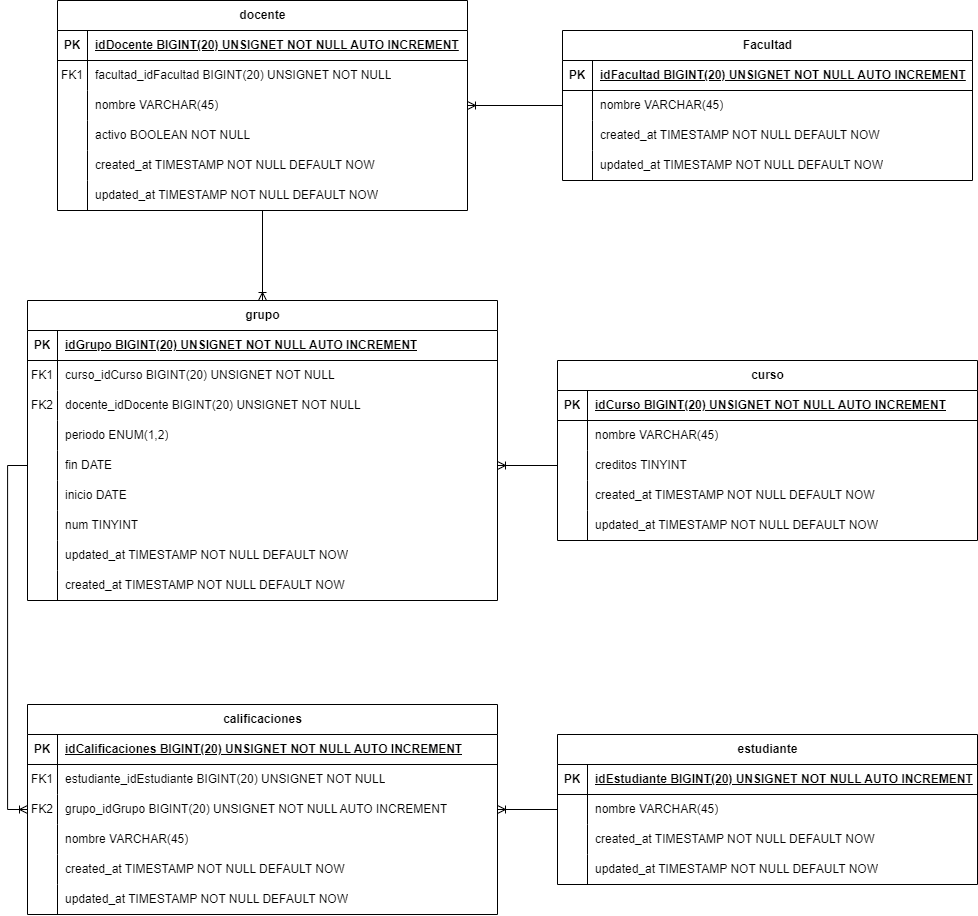 docente
PK idDocente BIGINT(20) UNSIGNET NOT NULL AUTO INCREMENT
FK1 facultad_idFacultad BIGINT(20) UNSIGNET NOT NULL
nombre VARCHAR(45)
activo BOOLEAN NOT NULL
created_at TIMESTAMP NOT NULL DEFAULT NOW
updated_at TIMESTAMP NOT NULL DEFAULT NOW
Facultad
PK idFacultad BIGINT(20) UNSIGNET NOT NULL AUTO INCREMENT
nombre VARCHAR(45)
created_at TIMESTAMP NOT NULL DEFAULT NOW
updated_at TIMESTAMP NOT NULL DEFAULT NOW
grupo
PK idGrupo BIGINT(20) UNSIGNET NOT NULL AUTO INCREMENT
FK1 curso_idCurso BIGINT(20) UNSIGNET NOT NULL
FK2 docente_idDocente BIGINT(20) UNSIGNET NOT NULL
periodo ENUM(1,2)
fin DATE
inicio DATE
num TINYINT
updated_at TIMESTAMP NOT NULL DEFAULT NOW
created_at TIMESTAMP NOT NULL DEFAULT NOW
curso
PK idCurso BIGINT(20) UNSIGNET NOT NULL AUTO INCREMENT
nombre VARCHAR(45)
creditos TINYINT
created_at TIMESTAMP NOT NULL DEFAULT NOW
updated_at TIMESTAMP NOT NULL DEFAULT NOW
calificaciones
PK idCalificaciones BIGINT(20) UNSIGNET NOT NULL AUTO INCREMENT
FK1 estudiante_idEstudiante BIGINT(20) UNSIGNET NOT NULL
FK2 grupo_idGrupo BIGINT(20) UNSIGNET NOT NULL AUTO INCREMENT
nombre VARCHAR(45)
created_at TIMESTAMP NOT NULL DEFAULT NOW
updated_at TIMESTAMP NOT NULL DEFAULT NOW
estudiante
PK idEstudiante BIGINT(20) UNSIGNET NOT NULL AUTO INCREMENT
nombre VARCHAR(45)
created_at TIMESTAMP NOT NULL DEFAULT NOW
updated_at TIMESTAMP NOT NULL DEFAULT NOW